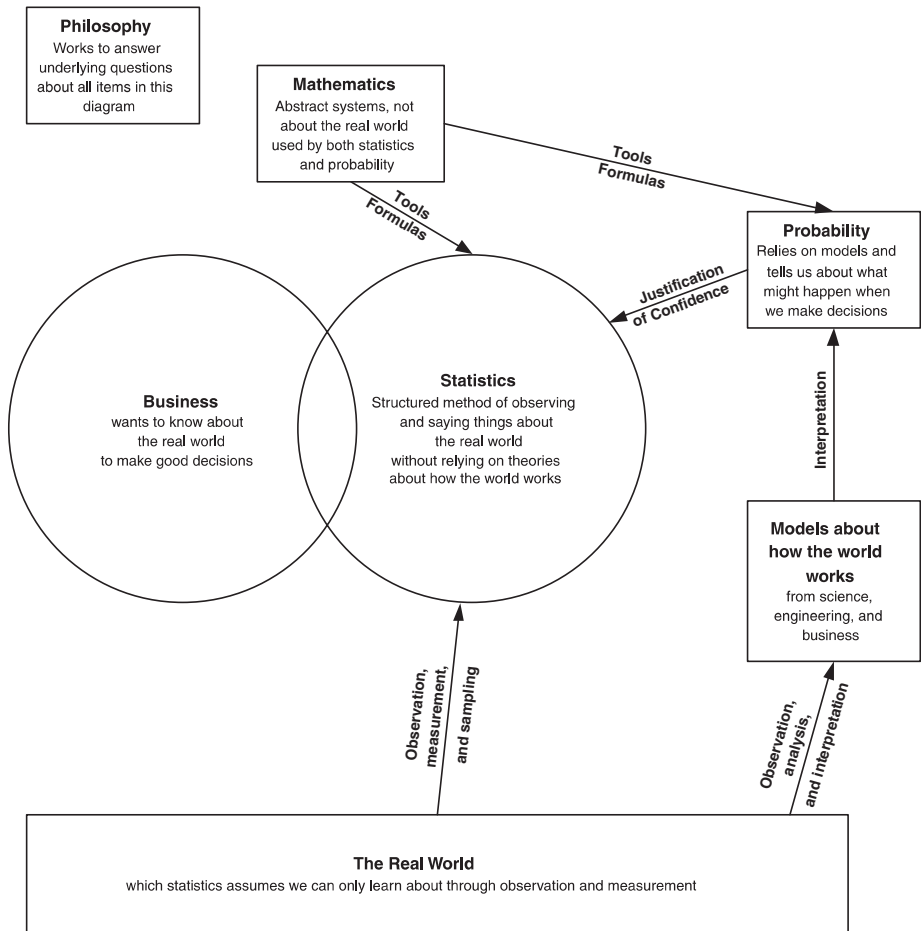 Philosophy
Works to answer
underlying questions
about all items in this
diagram
Mathematics
Abstract systems, not
about the real world
used by both statistics
and probability
Tools
Formulas
Tools
Formulas
Probability
Relies on models and
tells us about what
might happen when
we make decisions
Justification
of Confidence
Business
wants to know about
the real world
to make good decisions
Statistics
Structured method of observing
and saying things about
the real world
without relying on theories
about how the world works
Interpretation
Models about
how the world
works
from science,
engineering, and
business
Observation,
measurement,
and sampling
Observation,
analysis,
and interpretation
The Real World
which statistics assumes we can only learn about through observation and measurement